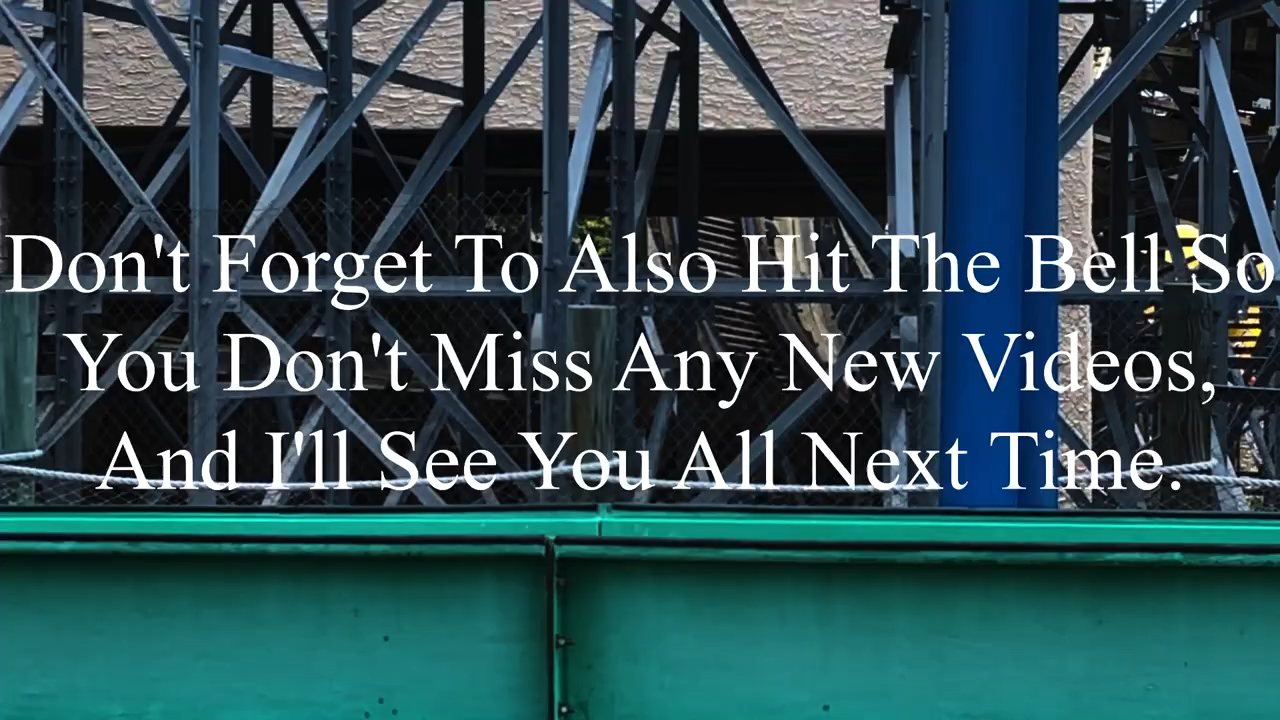 Don't Forget To Also Hit The Bell So
You Don't Miss Any New Videos,
And I'll See You All Next Time.